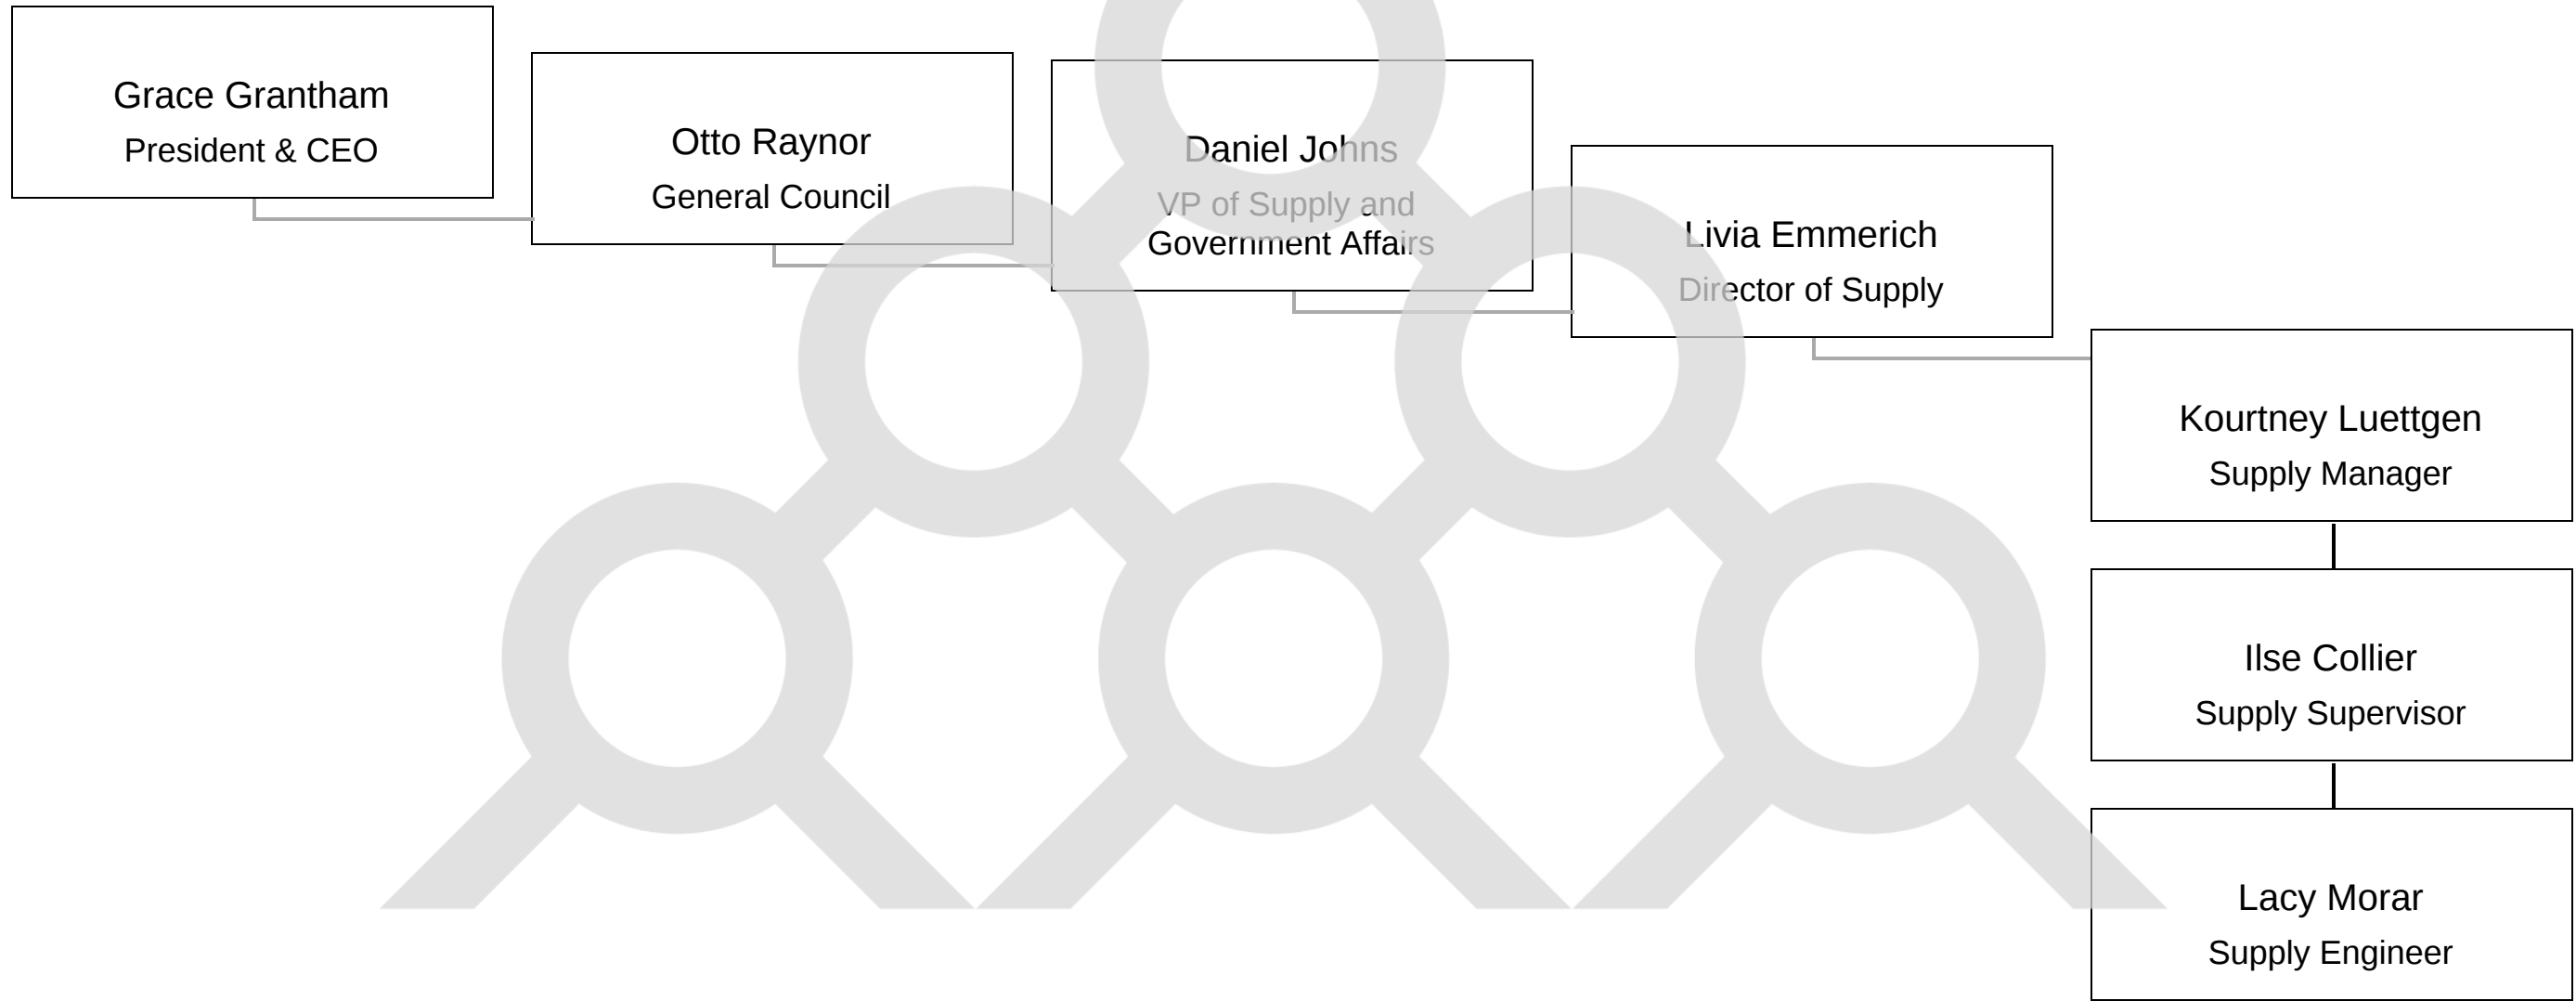 Grace Grantham
President & CEO
Otto Raynor
General Council
Daniel Johns
VP of Supply and
Government Affairs
Livia Emmerich
Director of Supply
Kourtney Luettgen
Supply Manager
Ilse Collier
Supply Supervisor
Lacy Morar
Supply Engineer